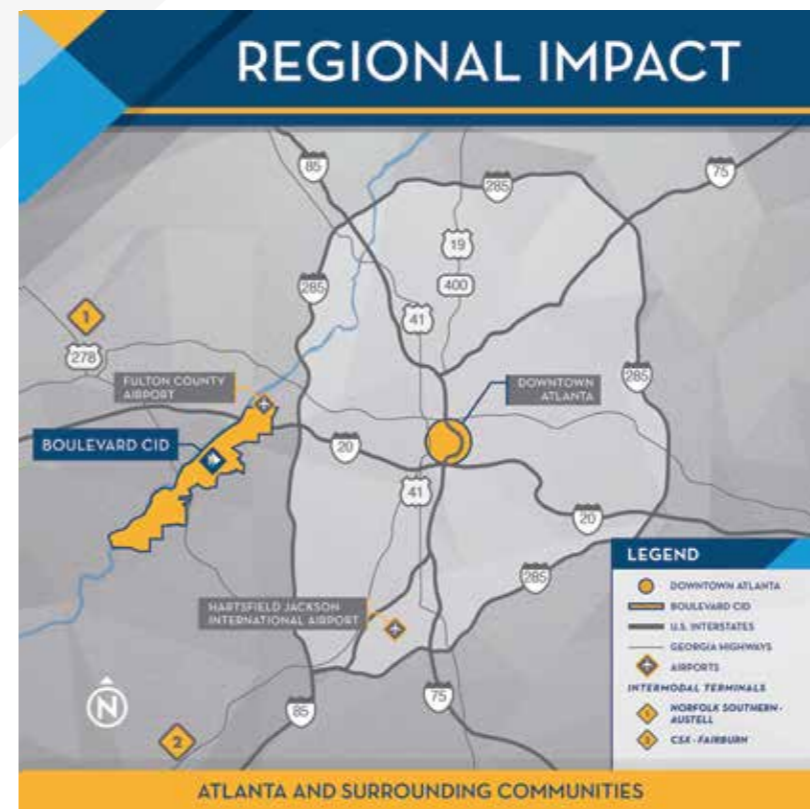 REGIONAL IMPACT
85
285
75
19
400
285
41
1
278
FULTON COUNTY
AIRPORT
DOWNTOWN
ATLANTA
285
BOULEVARD CID
20
41
20
285
HARTSFIELD JACKSON
INTERNATIONAL AIRPORT
N
85
75
2
LEGEND
DOWNTOWN ATLANTA
BOULEVARD CID
U.S. INTERSTATES
GEORGIA HIGHWAYS
AIRPORTS
INTERMODAL TERMINALS
1 NORFOLK SOUTHERN-
AUSTELL
2 CSX - FAIRBURN
ATLANTA AND SURROUNDING COMMUNITIES